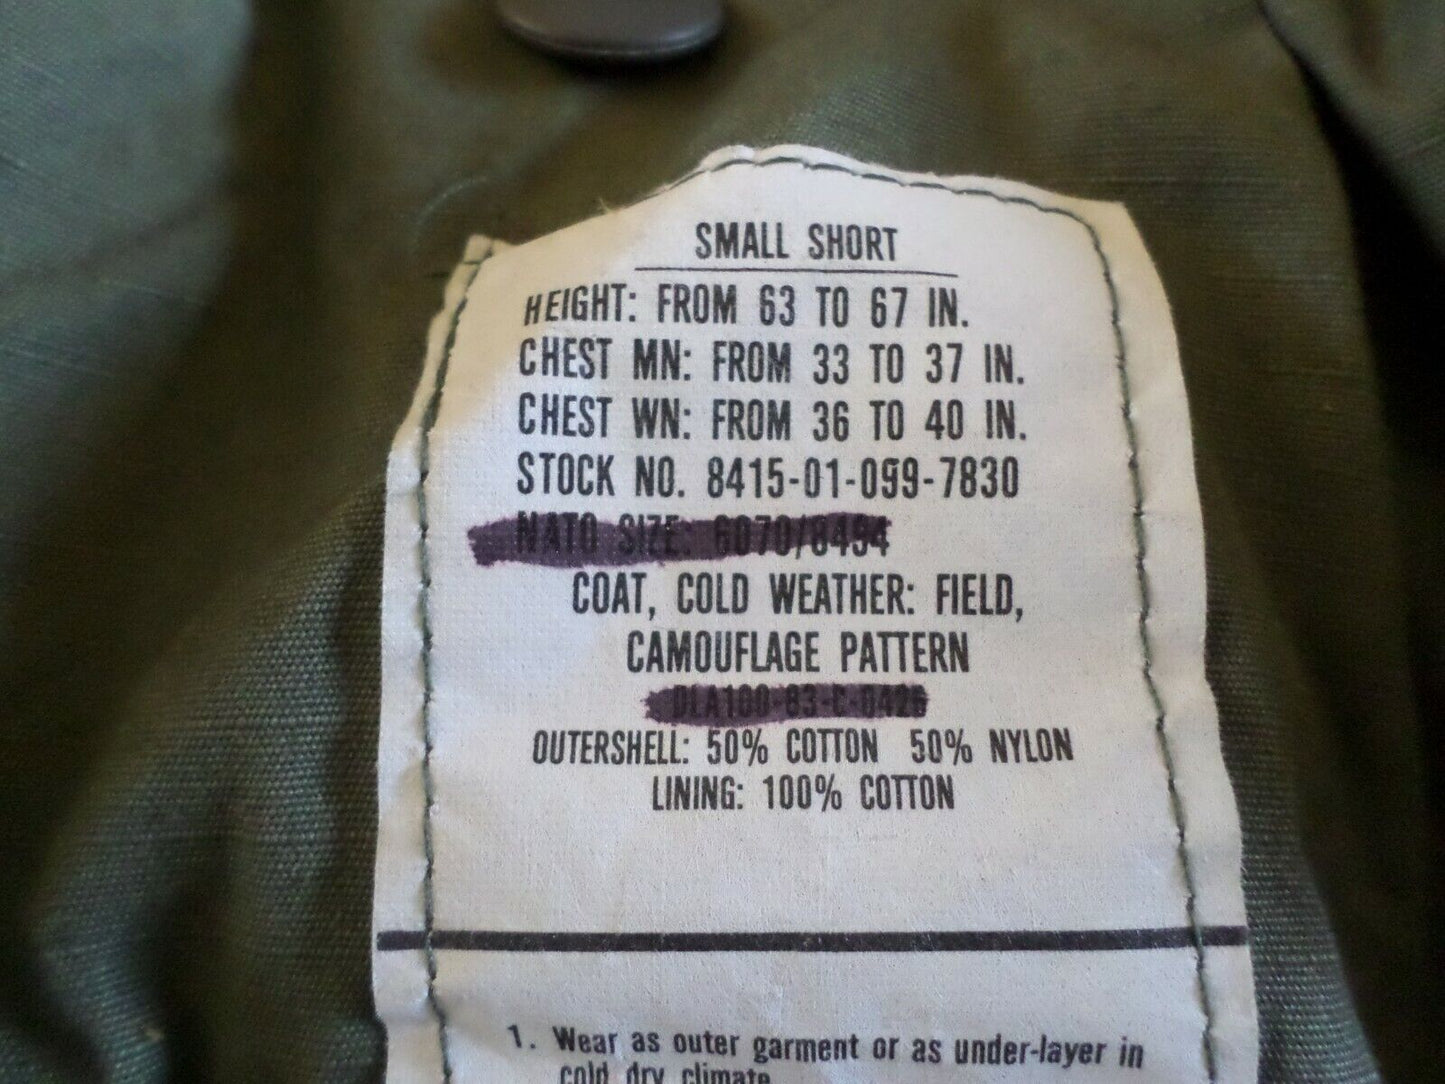 SMALL SHORT
HEIGHT: FROM 63 TO 67 IN.
CHEST MN: FROM 33 TO 37 IN.
CHEST WN: FROM 36 TO 40 IN.
STOCK NO. 8415-01-099-7830
NATO SIZE: 6070/8494
COAT, COLD WEATHER: FIELD,
CAMOUFLAGE PATTERN
DLA100-83-C-0426
OUTERSHELL: 50% COTTON 50% NYLON
LINING: 100% COTTON
1. Wear as outer garment or as under-layer in
cold dry climate